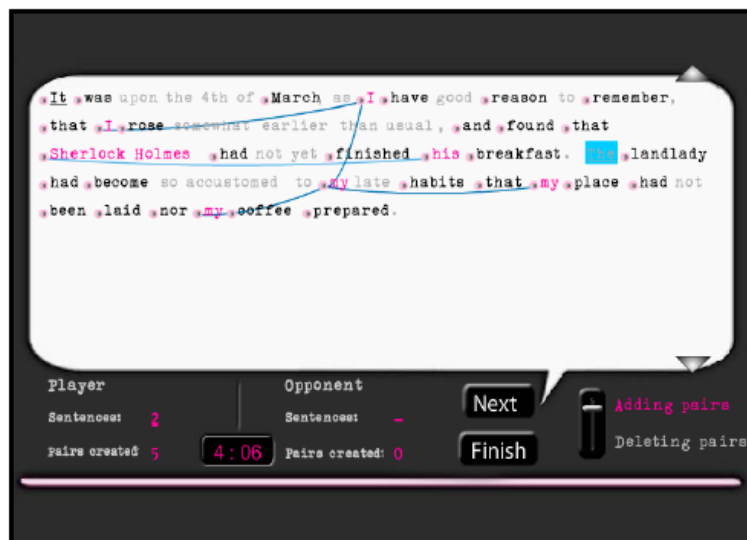 It was upon the 4th of March, as I have good reason to remember,
that I rose somewhat earlier than usual, and found that
Sherlock Holmes had not yet finished his breakfast. The landlady
had become so accustomed to my late habits that my place had not
been laid nor my coffee prepared.
Player
Opponent
Sentences: 2
Sentences: –
Next
Adding pairs
Pairs created 5
4:06
Pairs created: 0
Finish
Deleting pairs